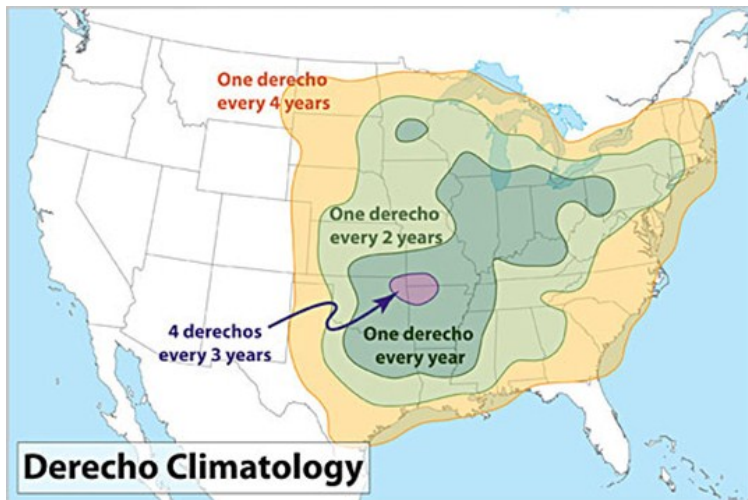 One derecho
every 4 years
One derecho
every 2 years
4 derechos
every 3 years
One derecho
every year
Derecho Climatology